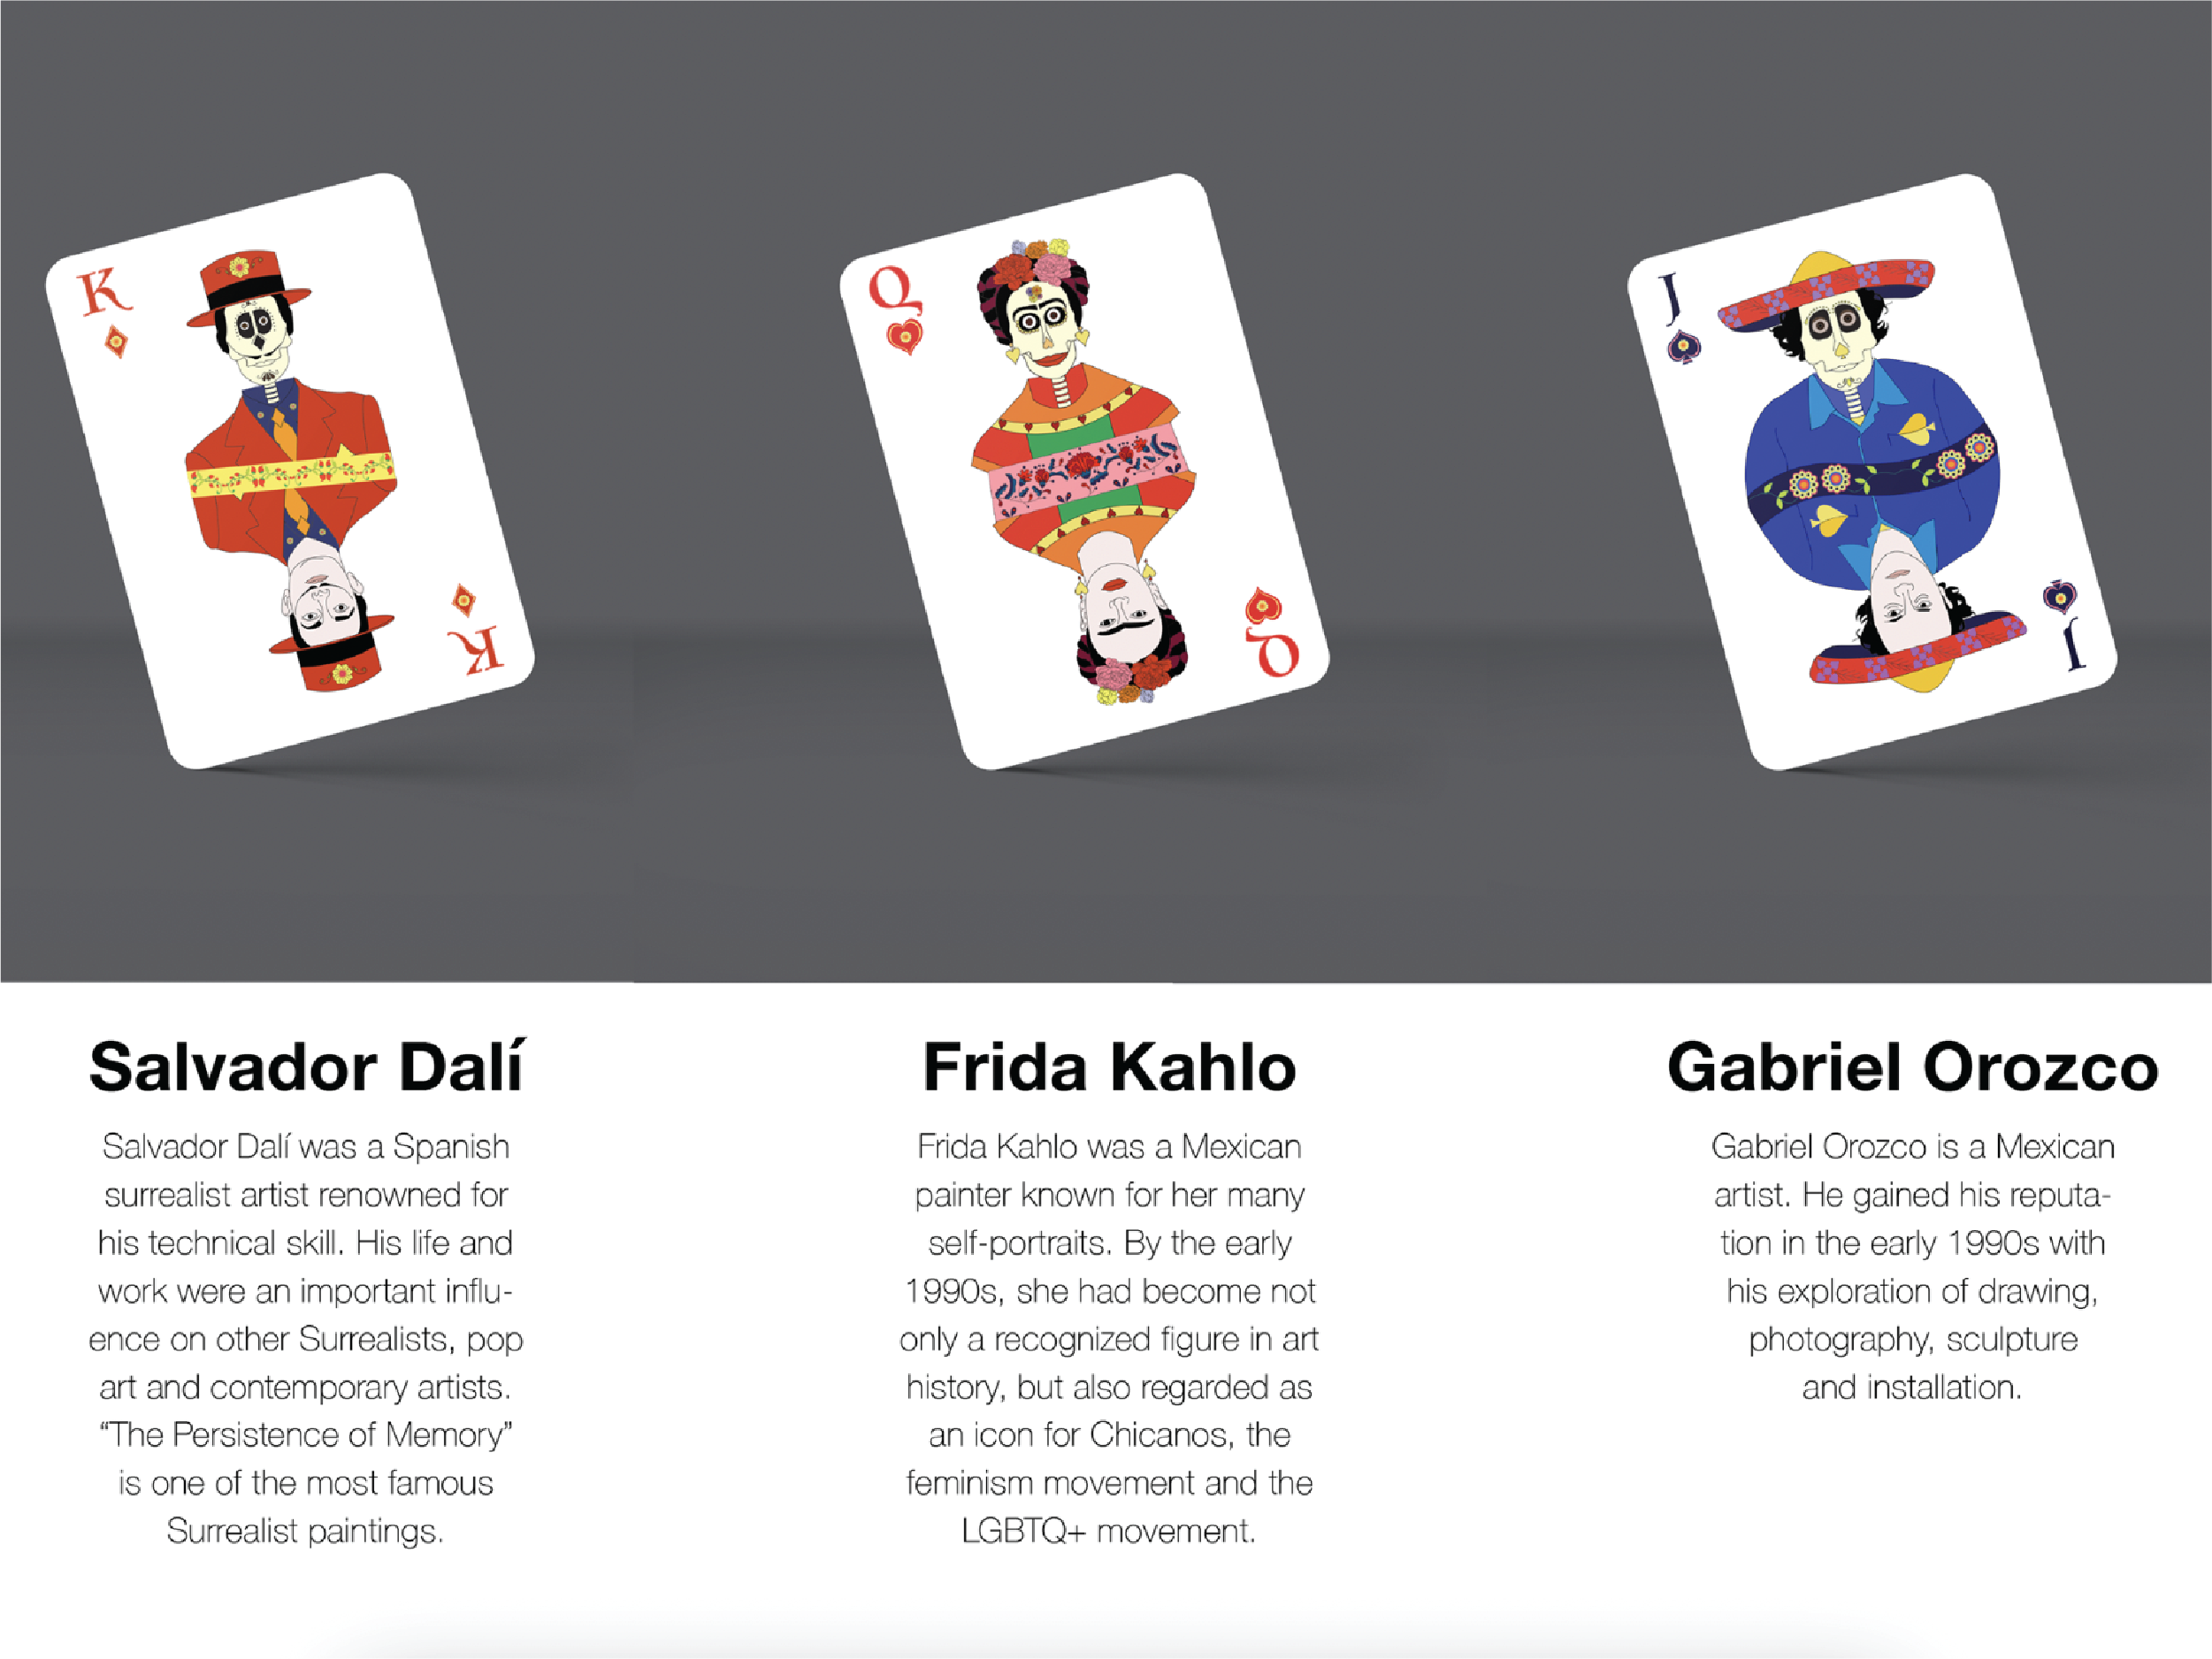 K
K
Q
Q
J
J
Salvador Dalí
Salvador Dalí was a Spanish
surrealist artist renowned for
his technical skill. His life and
work were an important influ-
ence on other Surrealists, pop
art and contemporary artists.
“The Persistence of Memory”
is one of the most famous
Surrealist paintings.
Frida Kahlo
Frida Kahlo was a Mexican
painter known for her many
self-portraits. By the early
1990s, she had become not
only a recognized figure in art
history, but also regarded as
an icon for Chicanos, the
feminism movement and the
LGBTQ+ movement.
Gabriel Orozco
Gabriel Orozco is a Mexican
artist. He gained his reputa-
tion in the early 1990s with
his exploration of drawing,
photography, sculpture
and installation.